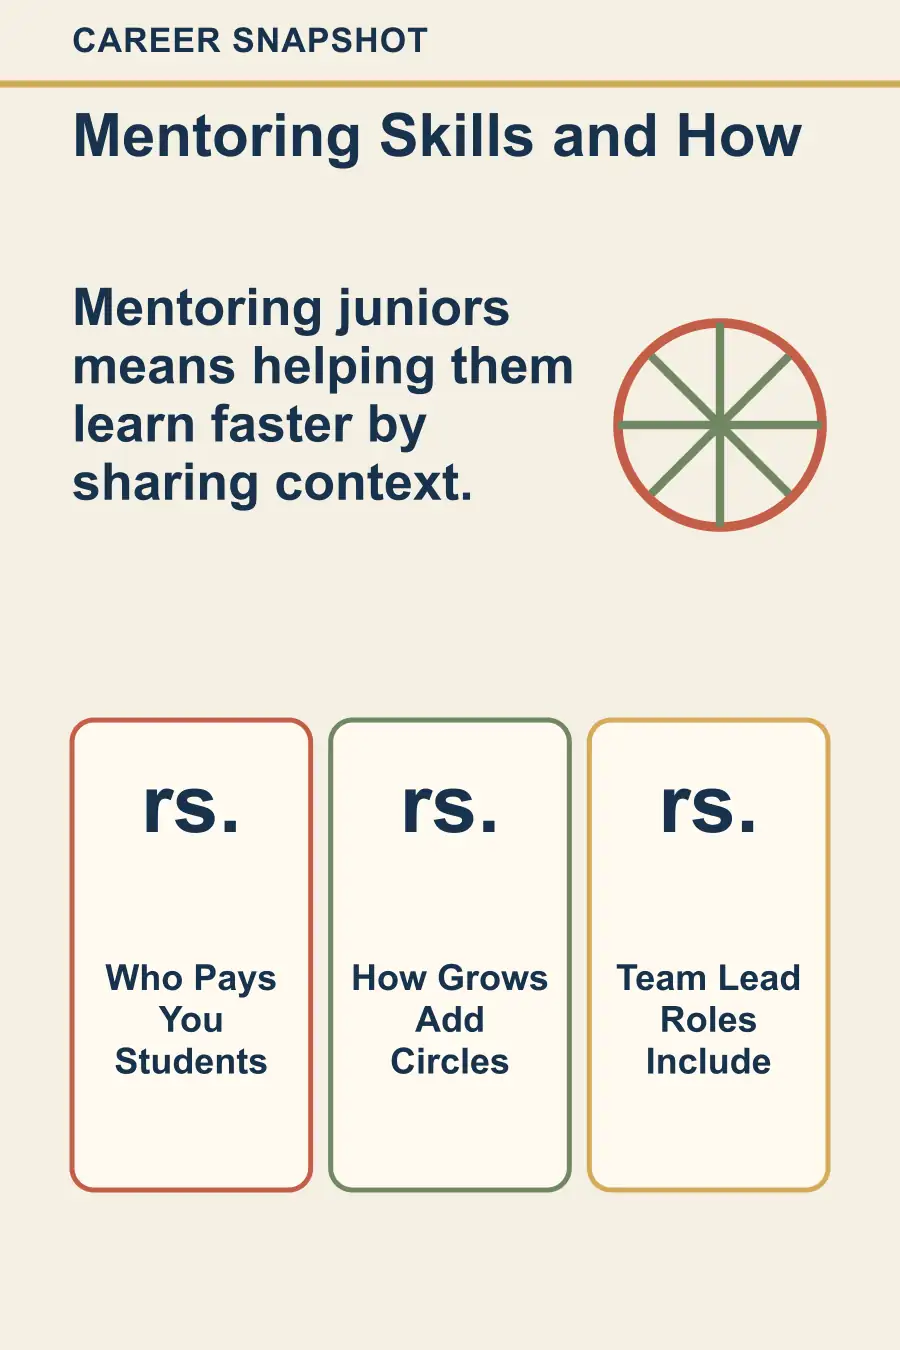 CAREER SNAPSHOT
Mentoring Skills and How
Mentoring juniors
means helping them
learn faster by
sharing context.
rs.
Who Pays
You
Students
rs.
How Grows
Add
Circles
rs.
Team Lead
Roles
Include